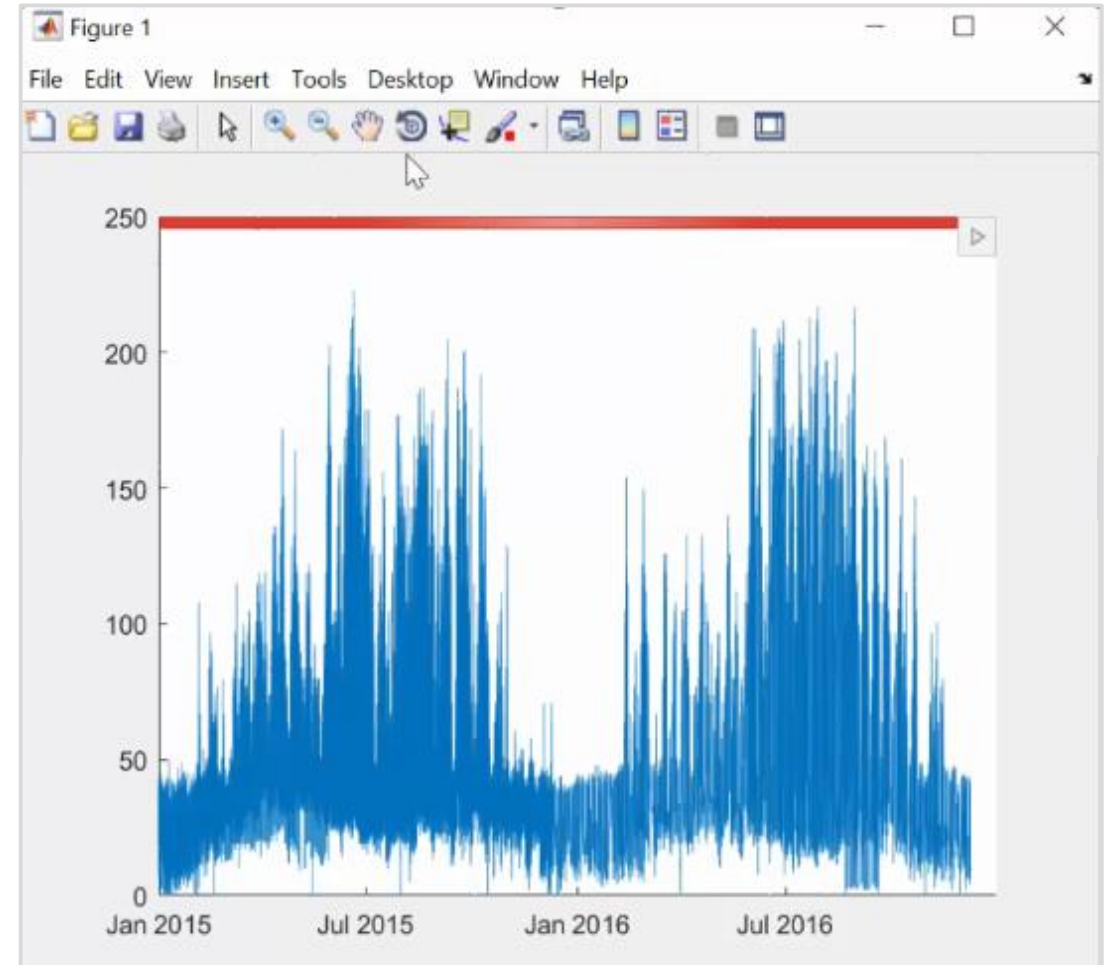 Figure 1
File Edit View Insert Tools Desktop Window Help
250
200
150
100
50
0
Jan 2015 Jul 2015 Jan 2016 Jul 2016